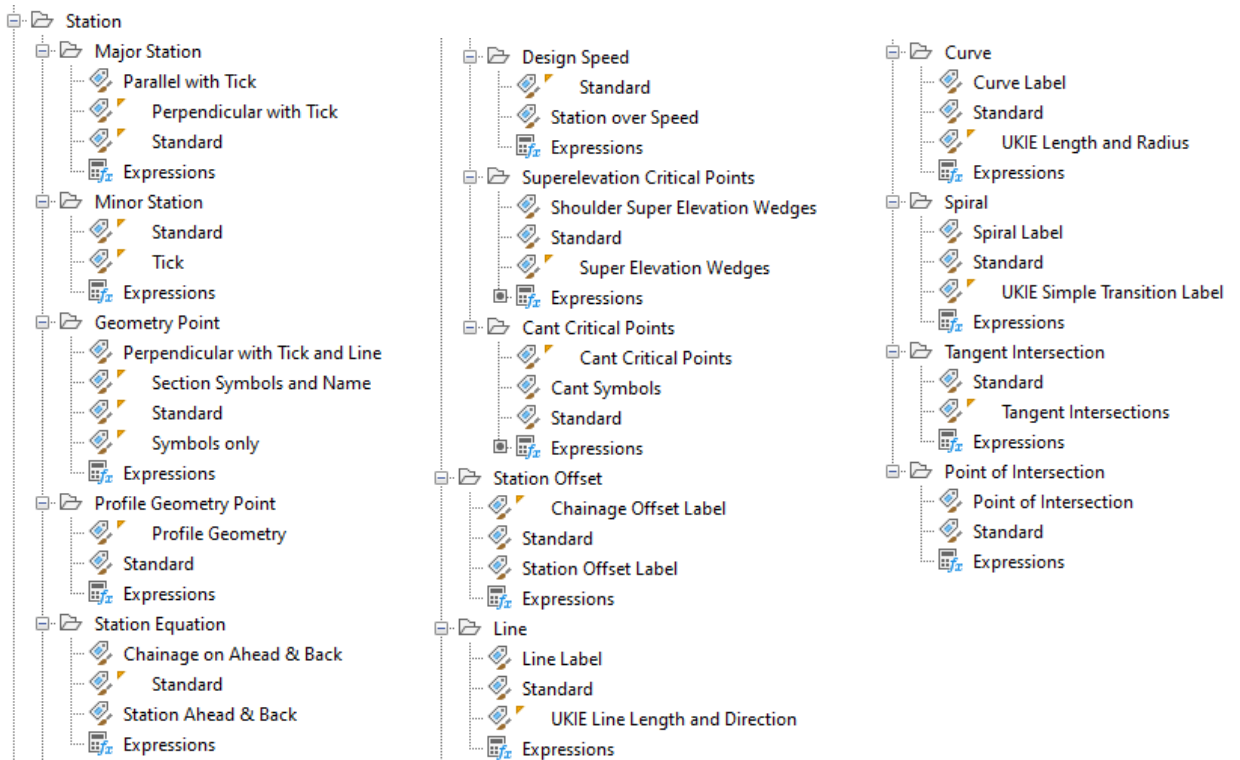 Station
Major Station
Parallel with Tick
Perpendicular with Tick
Standard
Expressions
Minor Station
Standard
Tick
Expressions
Geometry Point
Perpendicular with Tick and Line
Section Symbols and Name
Standard
Symbols only
Expressions
Profile Geometry Point
Profile Geometry
Standard
Expressions
Station Equation
Chainage on Ahead & Back
Standard
Station Ahead & Back
Expressions
Design Speed
Standard
Station over Speed
Expressions
Superelevation Critical Points
Shoulder Super Elevation Wedges
Standard
Super Elevation Wedges
Expressions
Cant Critical Points
Cant Critical Points
Cant Symbols
Standard
Expressions
Station Offset
Chainage Offset Label
Standard
Station Offset Label
Expressions
Line
Line Label
Standard
UKIE Line Length and Direction
Expressions
Curve
Curve Label
Standard
UKIE Length and Radius
Expressions
Spiral
Spiral Label
Standard
UKIE Simple Transition Label
Expressions
Tangent Intersection
Standard
Tangent Intersections
Expressions
Point of Intersection
Point of Intersection
Standard
Expressions